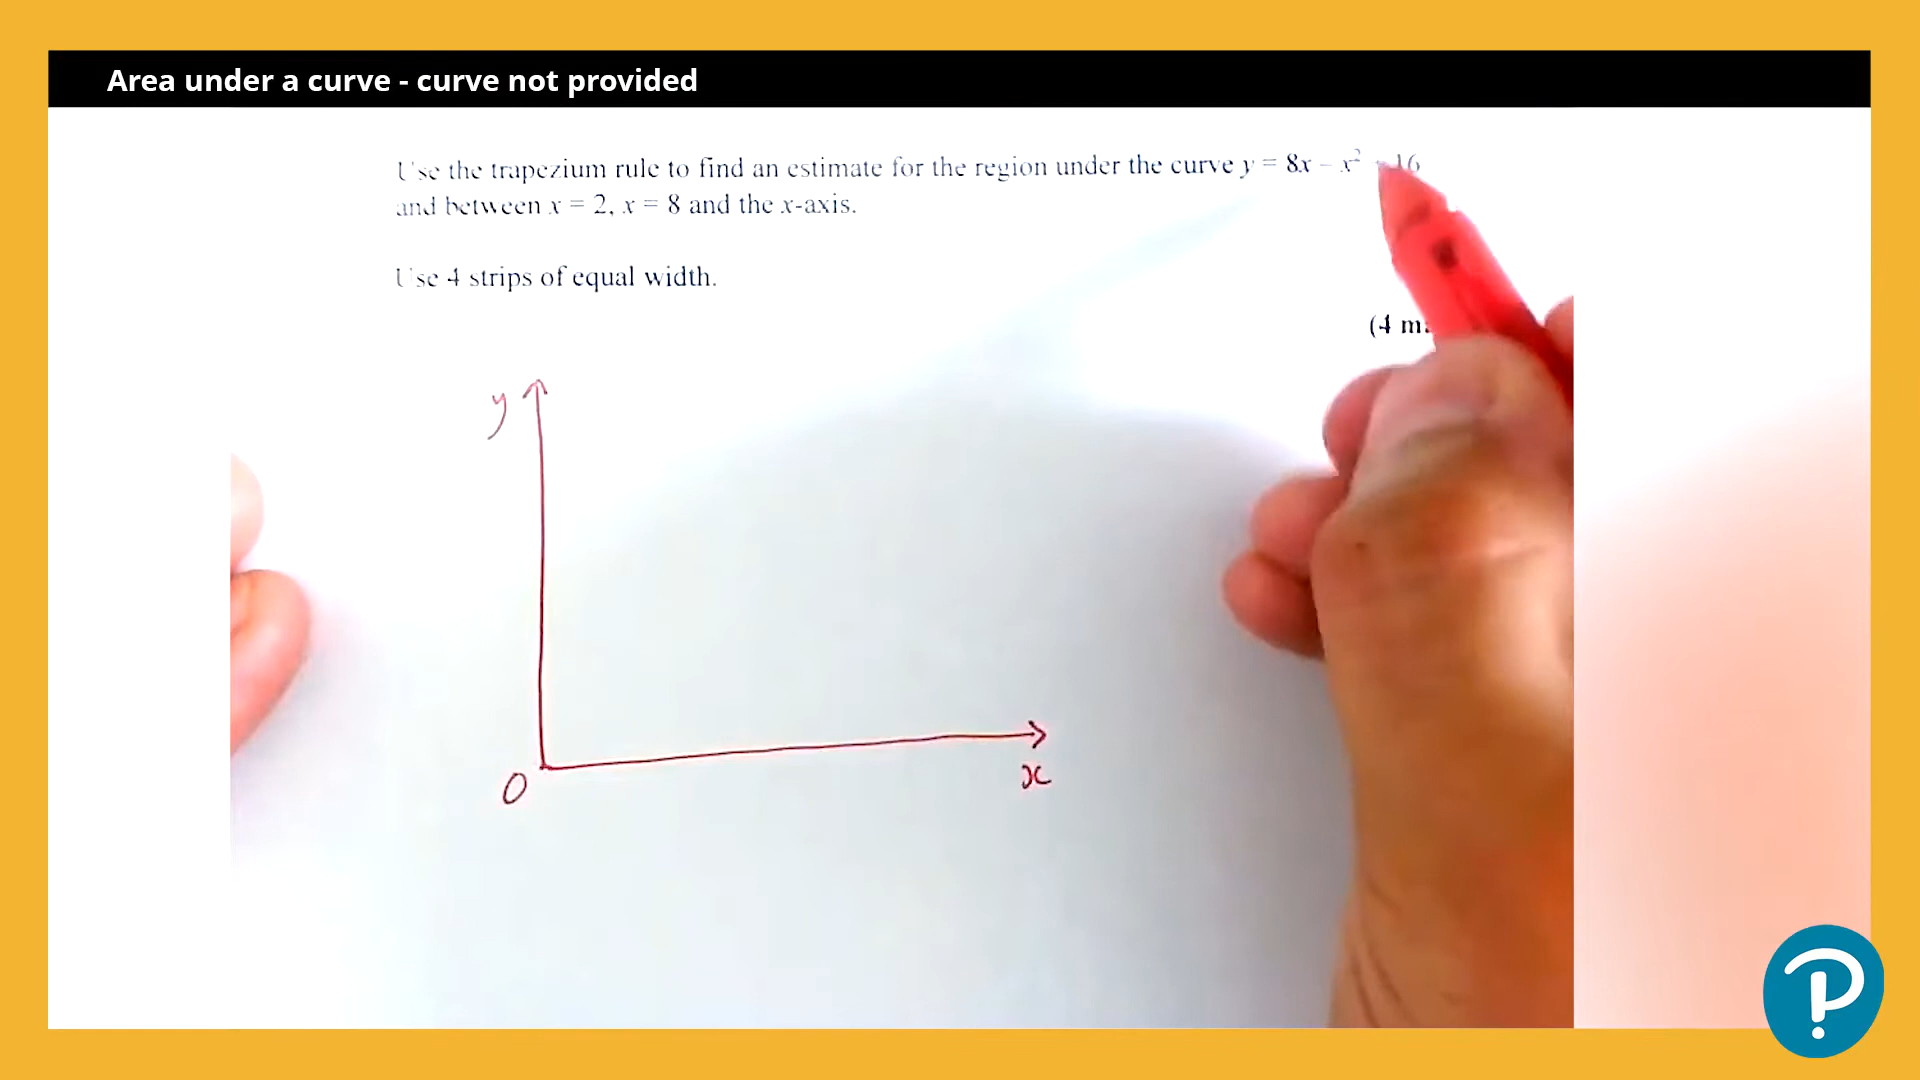 Area under a curve - curve not provided
Use the trapezium rule to find an estimate for the region under the curve y = 8x – x² 16
and between x = 2, x = 8 and the x-axis.
Use 4 strips of equal width.
(4
y
O
x